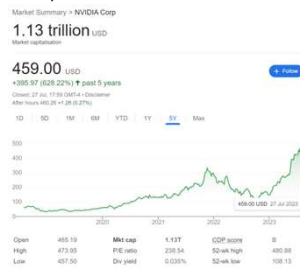 Market Summary > NVIDIA Corp
1.13 trillion USD
Market capitalisation
459.00 USD
+ Follow
+395.97 (628.22%) ↑ past 5 years
Closed: 27 Jul, 17:59 GMT-4 • Disclaimer
After hours 460.26 +1.26 (0.27%)
1D 5D 1M 6M YTD 1Y 5Y Max
500
400
300
200
100
0
459.00 USD 27 Jul 2023
2020 2021 2022 2023
Open 465.19 Mkt cap 1.13T CDP score B
High 473.95 P/E ratio 238.54 52-wk high 480.88
Low 457.50 Div yield 0.035% 52-wk low 108.13